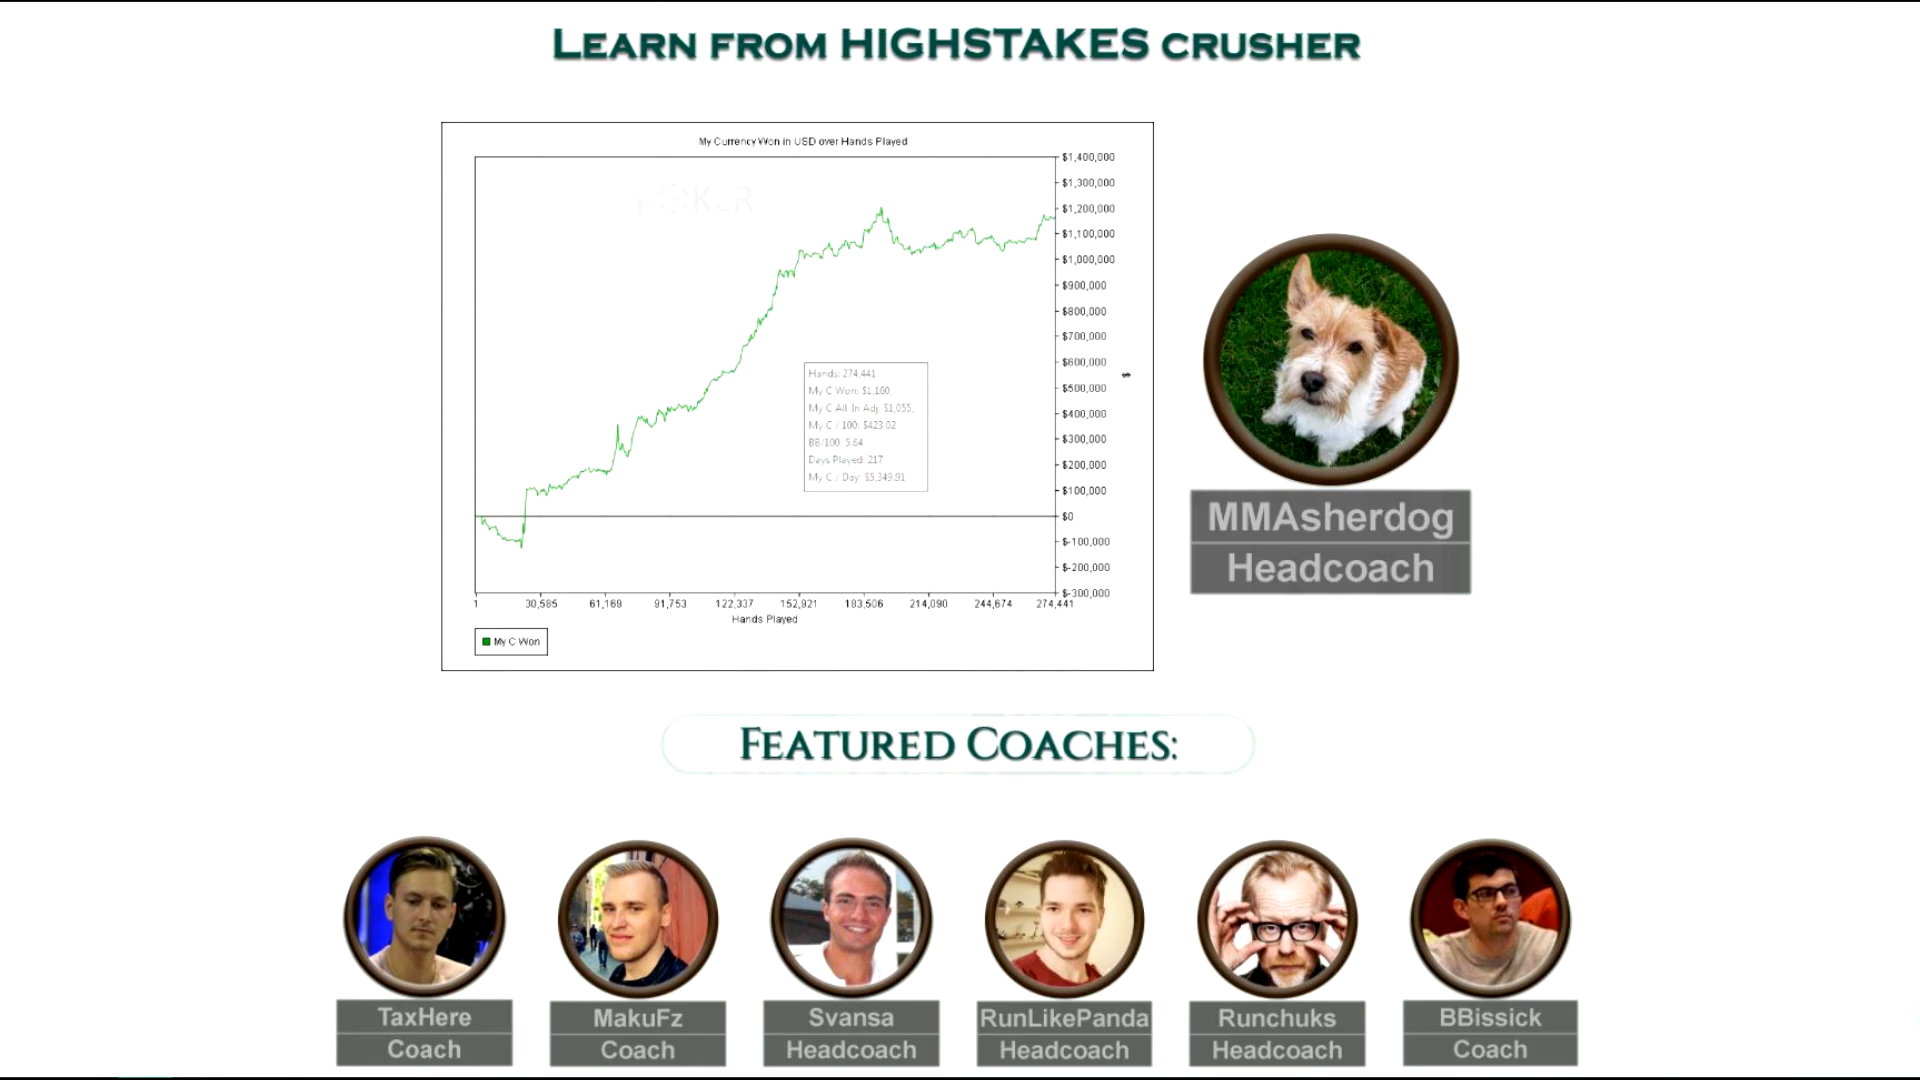 LEARN FROM HIGHSTAKES CRUSHER
My Currency Won in USD over Hands Played
$1,400,000
$1,300,000
$1,200,000
$1,100,000
$1,000,000
$900,000
$800,000
$700,000
$600,000
$500,000
$400,000
$300,000
$200,000
$100,000
$0
$-100,000
$-200,000
$-300,000
$
Hands: 274,441
My C Won: $1,160,
My C All In Adj: $1,055,
My C / 100: $423.02
BB/100: 5.64
Days Played: 217
My C / Day: $5,349.91
1 30,585 61,169 91,753 122,337 152,921 183,506 214,090 244,674 274,441
Hands Played
My C Won
MMAsherdog
Headcoach
FEATURED COACHES:
TaxHere MakuFz Svansa RunLikePanda Runchuks BBissick
Coach Coach Headcoach Headcoach Headcoach Coach